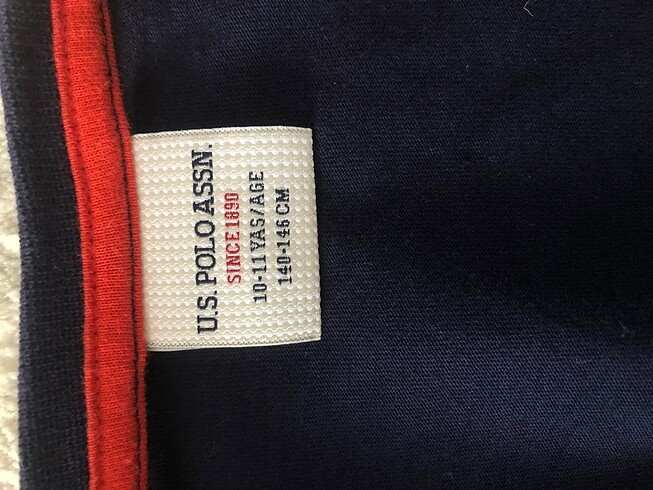 U.S. POLO ASSN.
SINCE 1890
10-11 YAŞ/AGE
140-146 CM